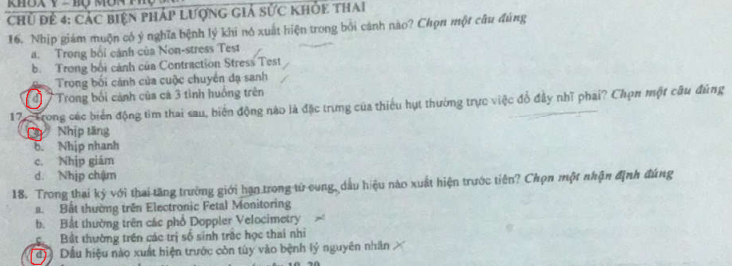 KHOA Y - BỘ MÔN PHỤ
CHỦ ĐỀ 4: CÁC BIỆN PHÁP LƯỢNG GIÁ SỨC KHỎE THAI
16. Nhịp giảm muộn có ý nghĩa bệnh lý khi nó xuất hiện trong bối cảnh nào? Chọn một câu đúng
a. Trong bối cảnh của Non-stress Test
b. Trong bối cảnh của Contraction Stress Test
c. Trong bối cảnh của cuộc chuyển dạ sanh
d. Trong bối cảnh của cả 3 tình huống trên
17. Trong các biến động tim thai sau, biến động nào là đặc trưng của thiếu hụt thường trực việc đổ đầy nhĩ phải? Chọn một câu đúng
a. Nhịp tăng
b. Nhịp nhanh
c. Nhịp giảm
d. Nhịp chậm
18. Trong thai kỳ với thai tăng trưởng giới hạn trong tử cung, dấu hiệu nào xuất hiện trước tiên? Chọn một nhận định đúng
a. Bất thường trên Electronic Fetal Monitoring
b. Bất thường trên các phổ Doppler Velocimetry
c. Bất thường trên các trị số sinh trắc học thai nhi
d. Dấu hiệu nào xuất hiện trước còn tùy vào bệnh lý nguyên nhân